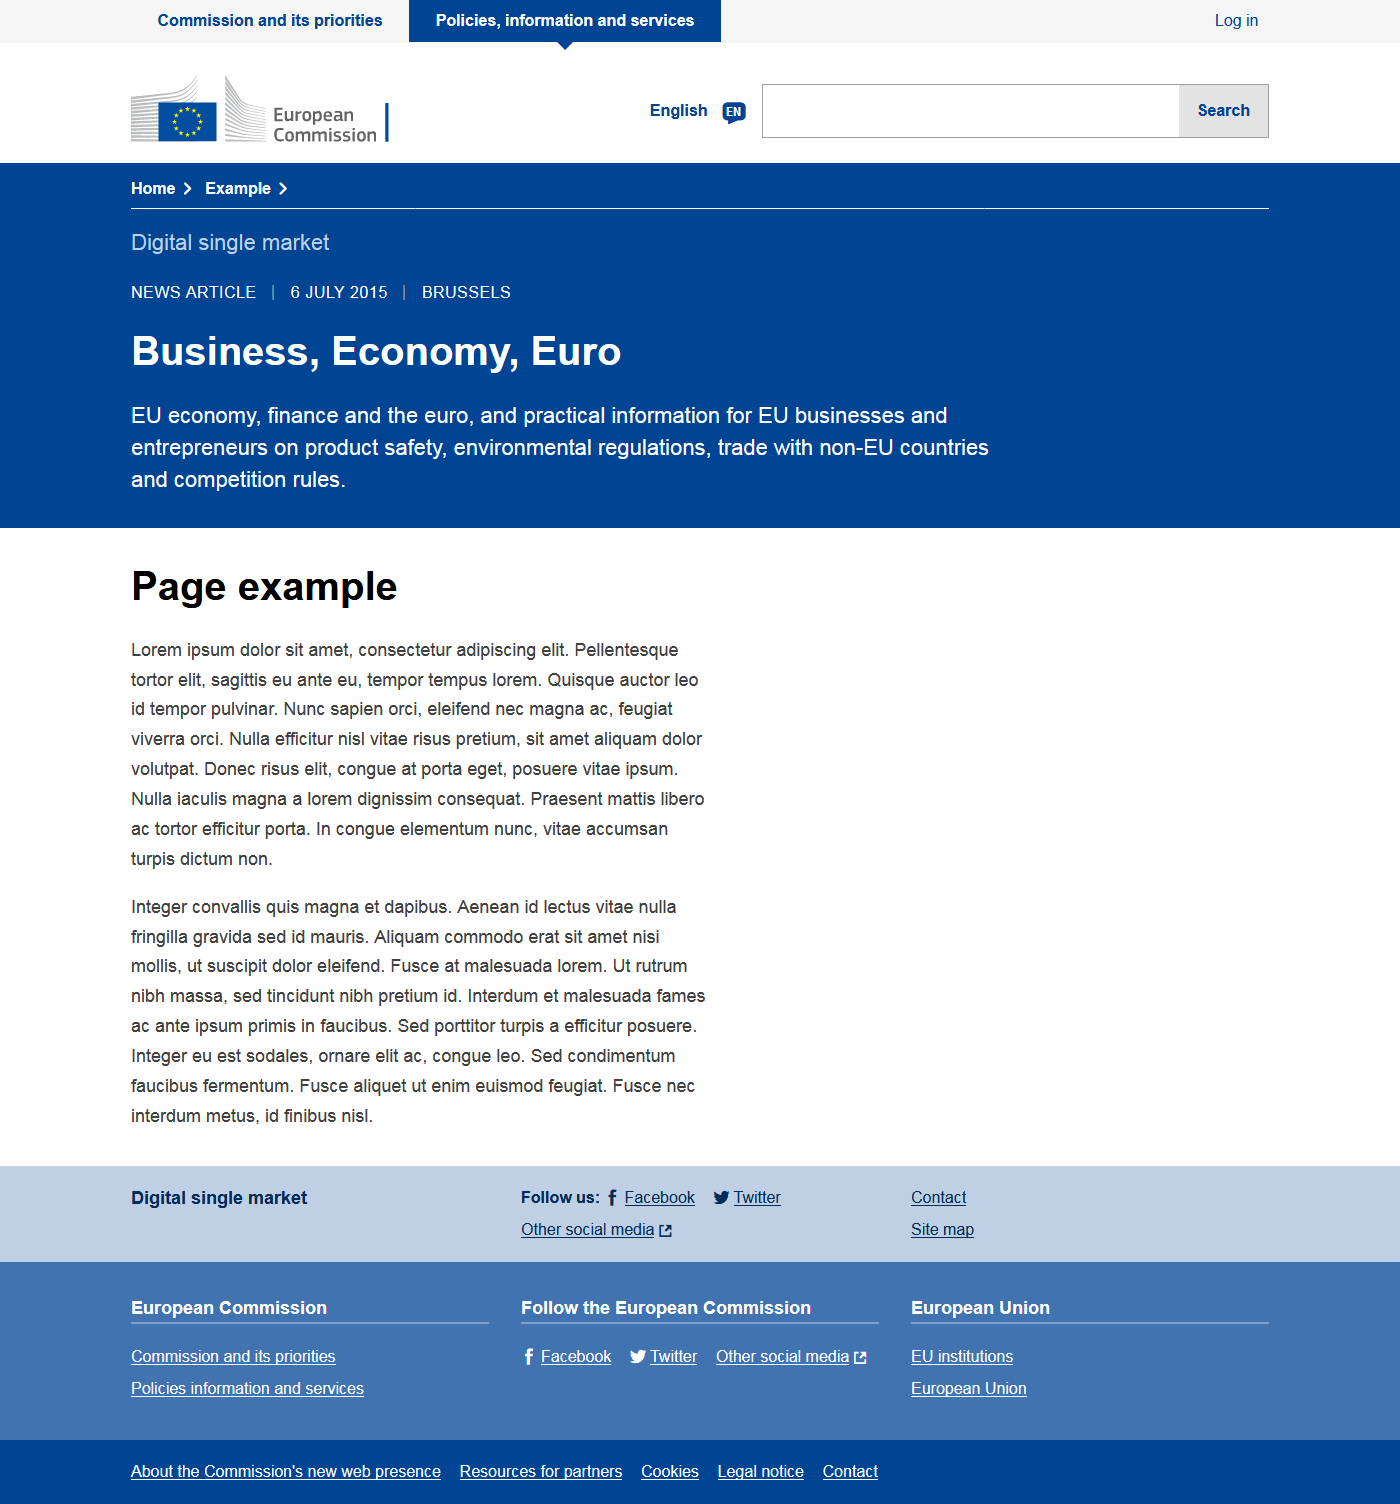 Commission and its priorities
Policies, information and services
Log in
European
Commission
English
EN
Search
Home
Example
Digital single market
NEWS ARTICLE | 6 JULY 2015 | BRUSSELS
Business, Economy, Euro
EU economy, finance and the euro, and practical information for EU businesses and
entrepreneurs on product safety, environmental regulations, trade with non-EU countries
and competition rules.
Page example
Lorem ipsum dolor sit amet, consectetur adipiscing elit. Pellentesque
tortor elit, sagittis eu ante eu, tempor tempus lorem. Quisque auctor leo
id tempor pulvinar. Nunc sapien orci, eleifend nec magna ac, feugiat
viverra orci. Nulla efficitur nisl vitae risus pretium, sit amet aliquam dolor
volutpat. Donec risus elit, congue at porta eget, posuere vitae ipsum.
Nulla iaculis magna a lorem dignissim consequat. Praesent mattis libero
ac tortor efficitur porta. In congue elementum nunc, vitae accumsan
turpis dictum non.
Integer convallis quis magna et dapibus. Aenean id lectus vitae nulla
fringilla gravida sed id mauris. Aliquam commodo erat sit amet nisi
mollis, ut suscipit dolor eleifend. Fusce at malesuada lorem. Ut rutrum
nibh massa, sed tincidunt nibh pretium id. Interdum et malesuada fames
ac ante ipsum primis in faucibus. Sed porttitor turpis a efficitur posuere.
Integer eu est sodales, ornare elit ac, congue leo. Sed condimentum
faucibus fermentum. Fusce aliquet ut enim euismod feugiat. Fusce nec
interdum metus, id finibus nisl.
Digital single market
Follow us: Facebook Twitter
Other social media
Contact
Site map
European Commission
Commission and its priorities
Policies information and services
Follow the European Commission
Facebook Twitter Other social media
European Union
EU institutions
European Union
About the Commission's new web presence Resources for partners Cookies Legal notice Contact